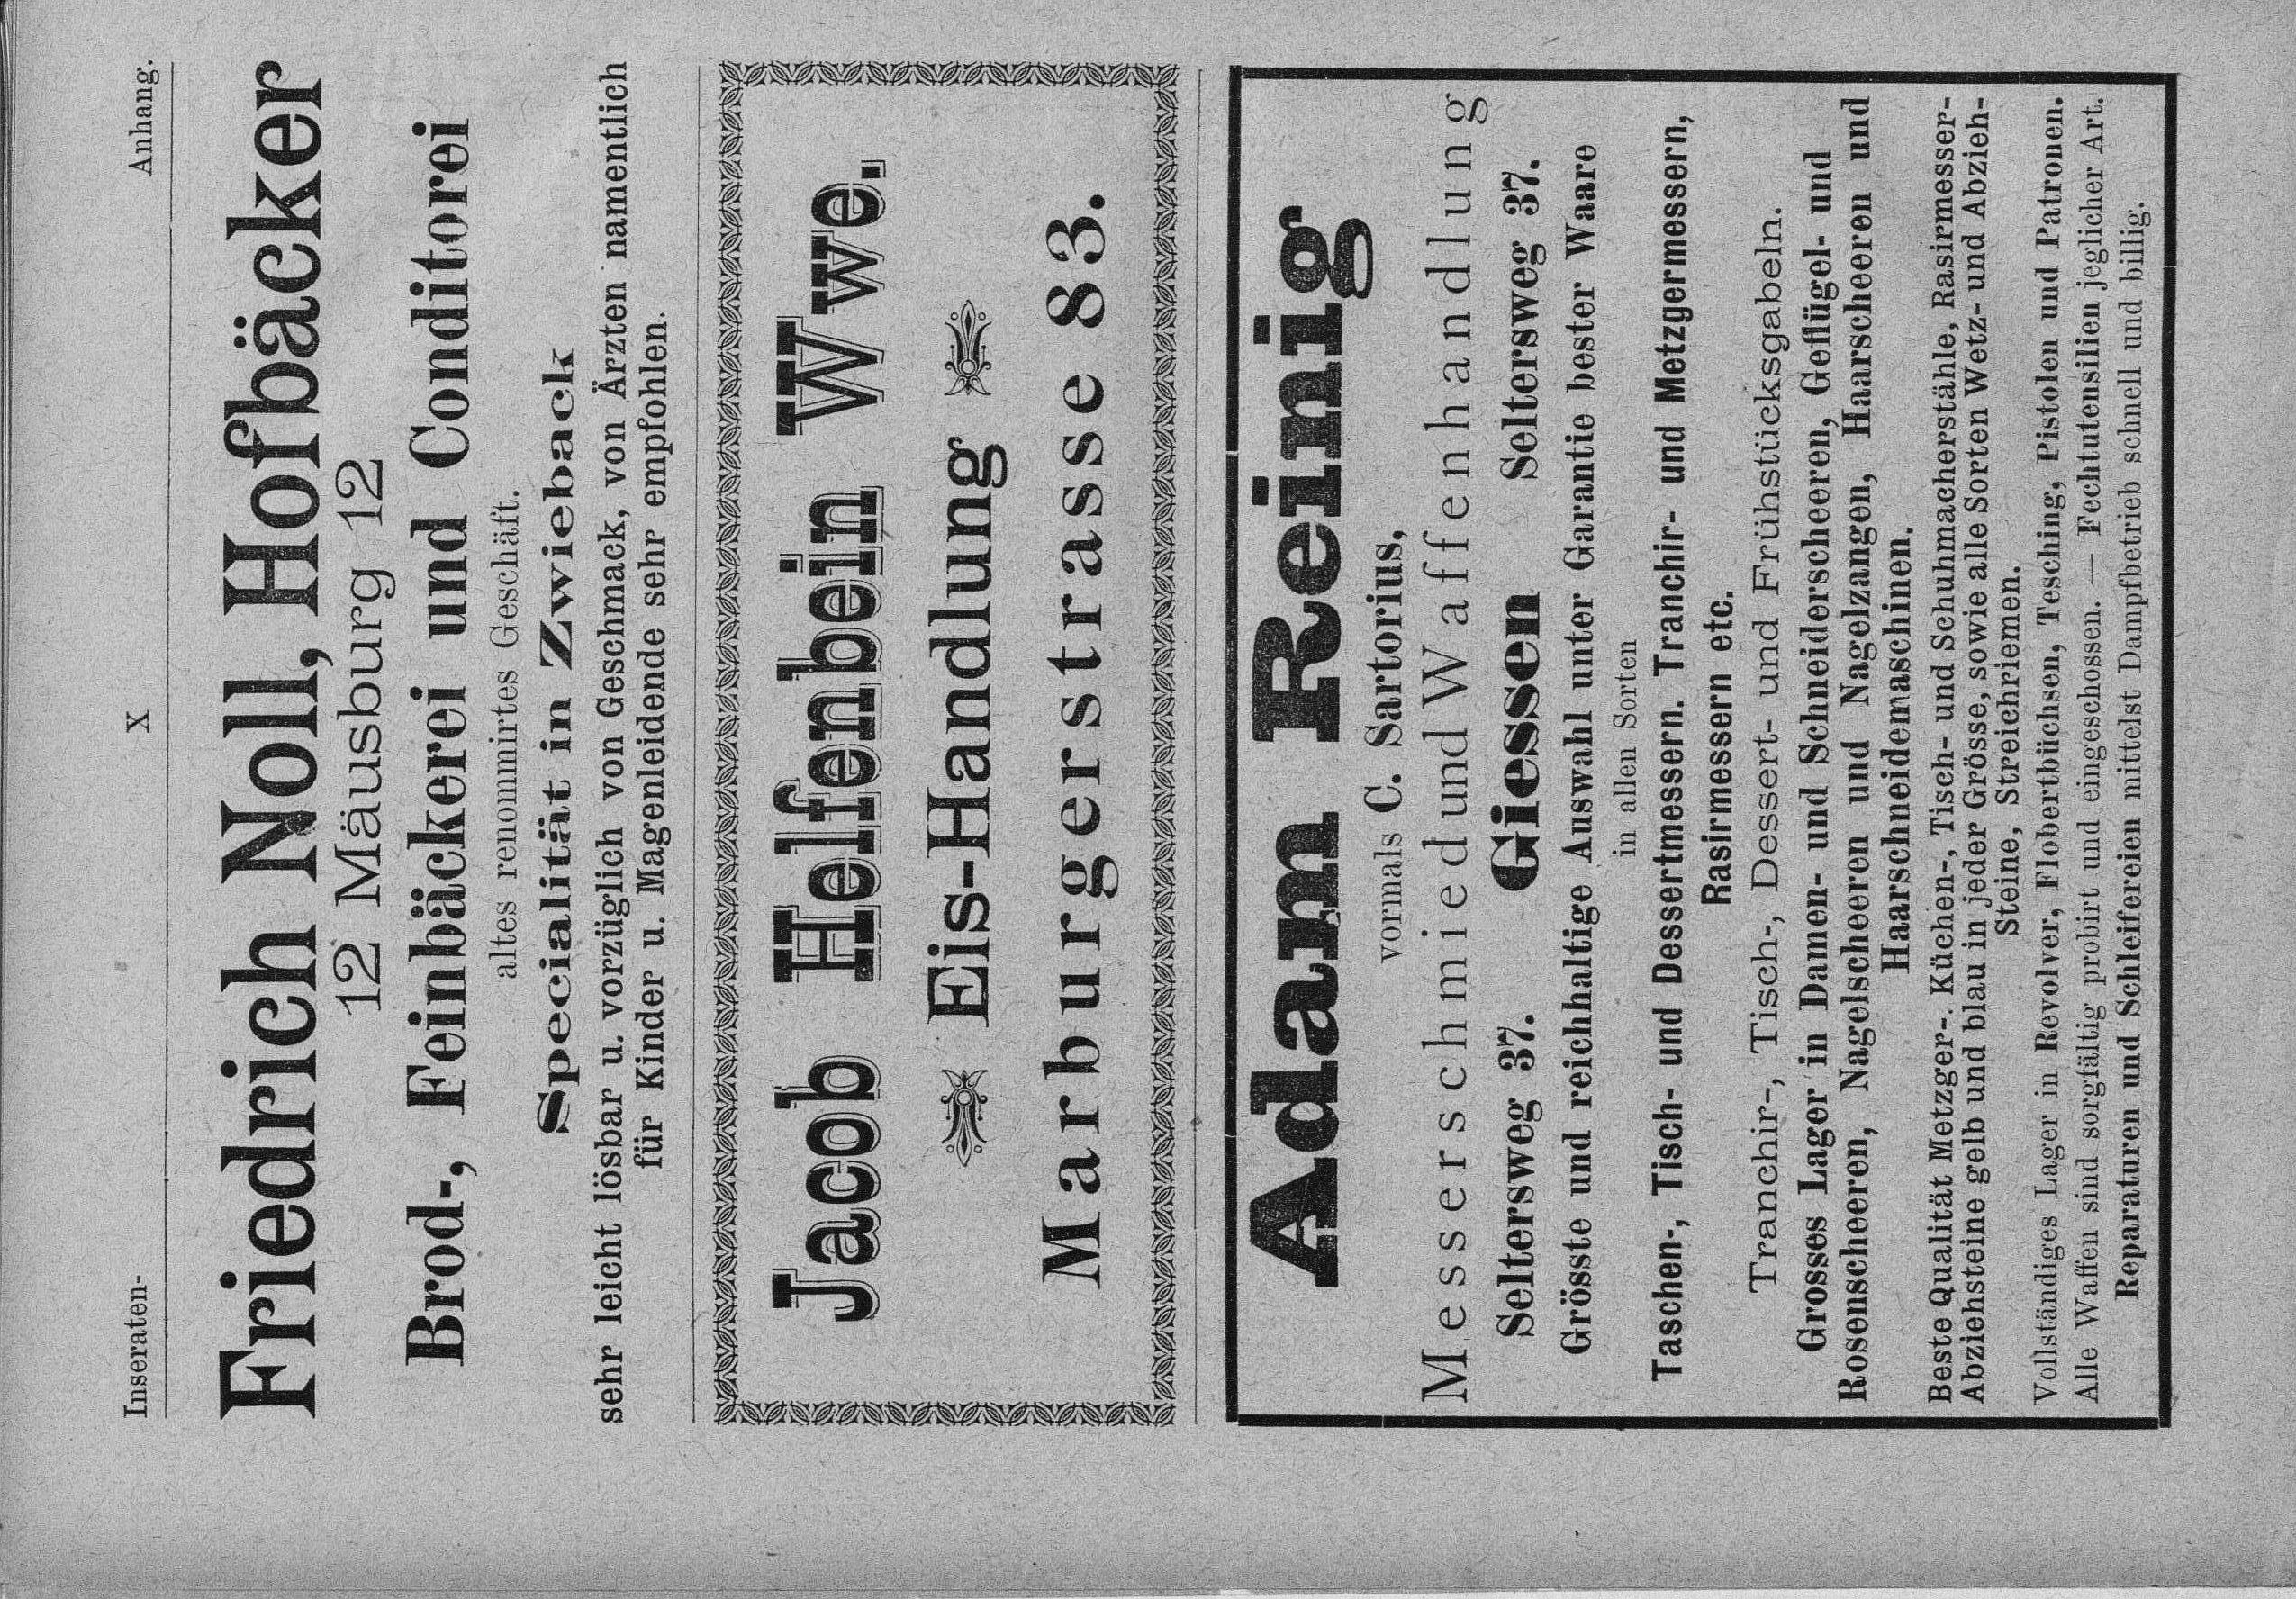 Inseraten- X Anhang.
Friedrich Noll, Hofbäcker
12 Mäusburg 12
Brod-, Feinbäckerei und Conditorei
altes renommirtes Geschäft.
Specialität in Zwieback
sehr leicht lösbar u. vorzüglich von Geschmack, von Ärzten namentlich
für Kinder u. Magenleidende sehr empfohlen.
Jacob Helfenbein Wwe.
Eis-Handlung
Marburgerstrasse 83.
Adam Reinig
vormals C. Sartorius,
Messerschmied und Waffenhandlung
Seltersweg 37. Giessen Seltersweg 37.
Grösste und reichhaltige Auswahl unter Garantie bester Waare
in allen Sorten
Taschen-, Tisch- und Dessertmessern. Tranchir- und Metzgermessern,
Rasirmessern etc.
Tranchir-, Tisch-, Dessert- und Frühstücksgabeln.
Grosses Lager in Damen- und Schneiderscheeren, Geflügel- und
Rosenscheeren, Nagelscheeren und Nagelzangen, Haarscheeren und
Haarschneidemaschinen.
Beste Qualität Metzger-. Küchen-, Tisch- und Schuhmacherstähle, Rasirmesser-
Abziehsteine gelb und blau in jeder Grösse, sowie alle Sorten Wetz- und Abzieh-
Steine, Streichriemen.
Vollständiges Lager in Revolver, Flobertbüchsen, Tesching, Pistolen und Patronen.
Alle Waffen sind sorgfältig probirt und eingeschossen. — Fechtutensilien jeglicher Art.
Reparaturen und Schleifereien mittelst Dampfbetrieb schnell und billig.